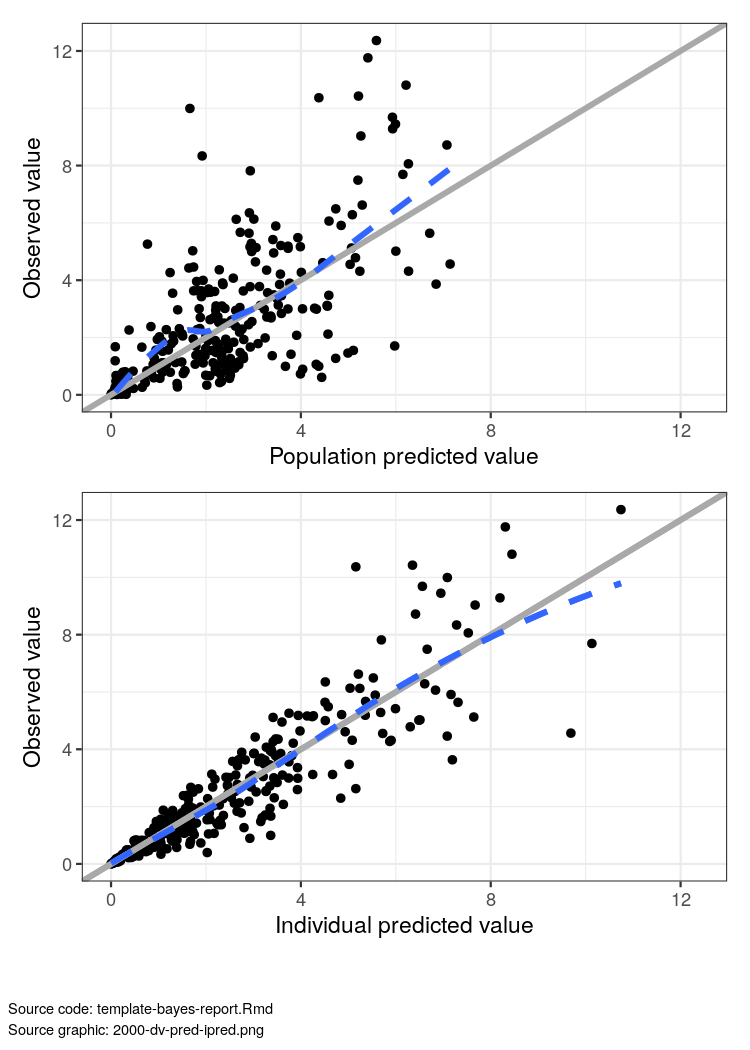 12
8
4
0
Observed value
0 4 8 12
Population predicted value
12
8
4
0
Observed value
0 4 8 12
Individual predicted value
Source code: template-bayes-report.Rmd
Source graphic: 2000-dv-pred-ipred.png